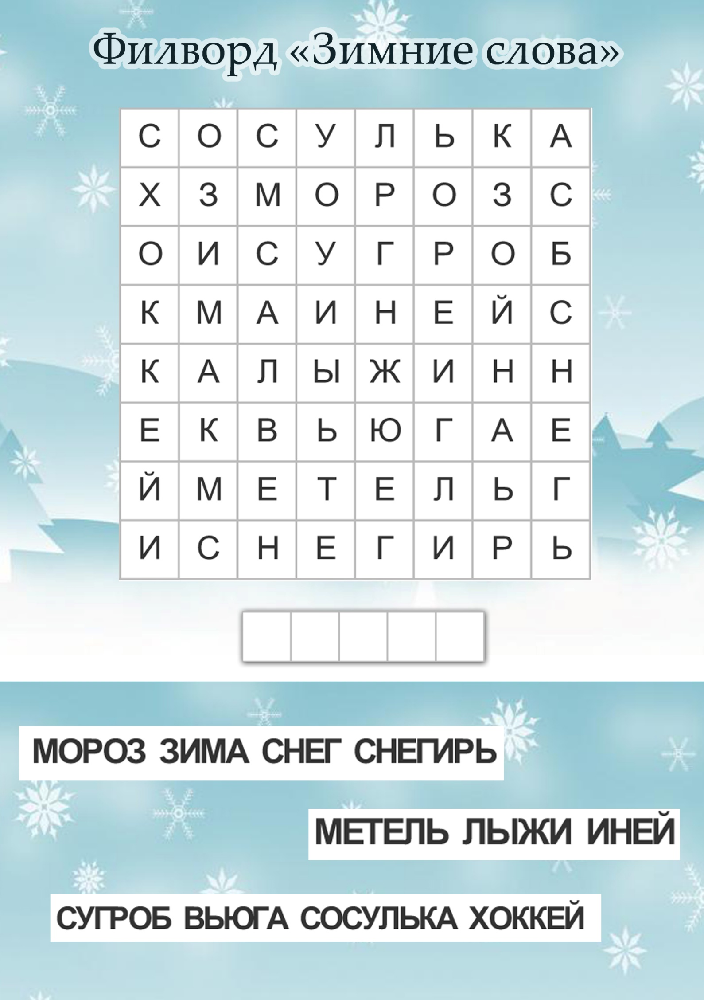 Филворд «Зимние слова»
С О С У Л Ь К А
Х З М О Р О З С
О И С У Г Р О Б
К М А И Н Е Й С
К А Л Ы Ж И Н Н
Е К В Ь Ю Г А Е
Й М Е Т Е Л Ь Г
И С Н Е Г И Р Ь
МОРОЗ ЗИМА СНЕГ СНЕГИРЬ
МЕТЕЛЬ ЛЫЖИ ИНЕЙ
СУГРОБ ВЬЮГА СОСУЛЬКА ХОККЕЙ